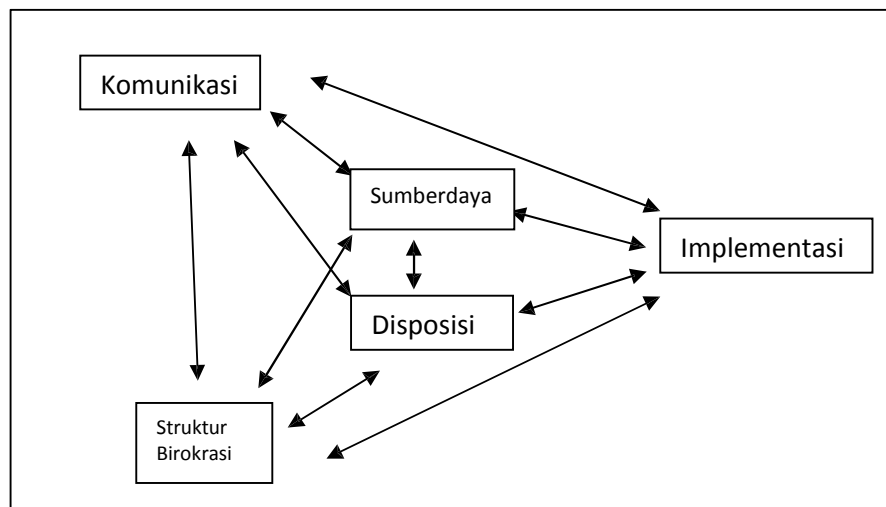 Komunikasi
Sumberdaya
Implementasi
Disposisi
Struktur
Birokrasi